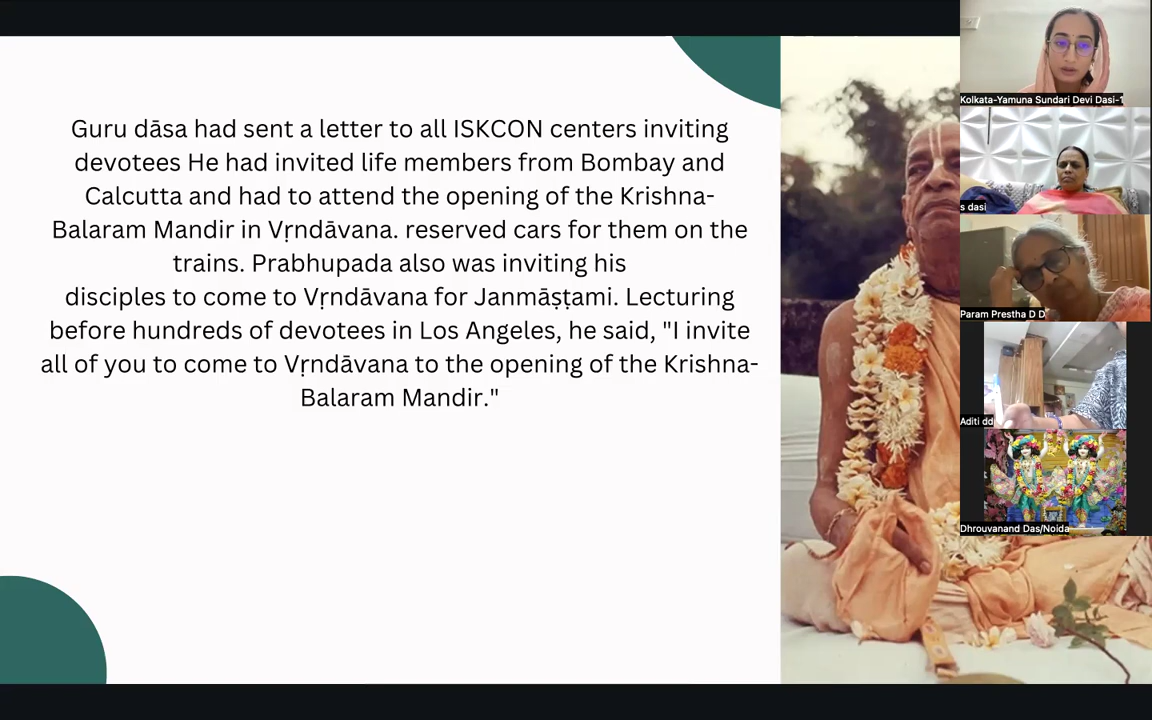 Guru dāsa had sent a letter to all ISKCON centers inviting
devotees He had invited life members from Bombay and
Calcutta and had to attend the opening of the Krishna-
Balaram Mandir in Vṛndāvana. reserved cars for them on the
trains. Prabhupada also was inviting his
disciples to come to Vṛndāvana for Janmāṣṭami. Lecturing
before hundreds of devotees in Los Angeles, he said, "I invite
all of you to come to Vṛndāvana to the opening of the Krishna-
Balaram Mandir."
Kolkata-Yamuna Sundari Devi Dasi-1
s dasi
Param Prestha D D
Aditi dd
Dhrouvanand Das/Noida